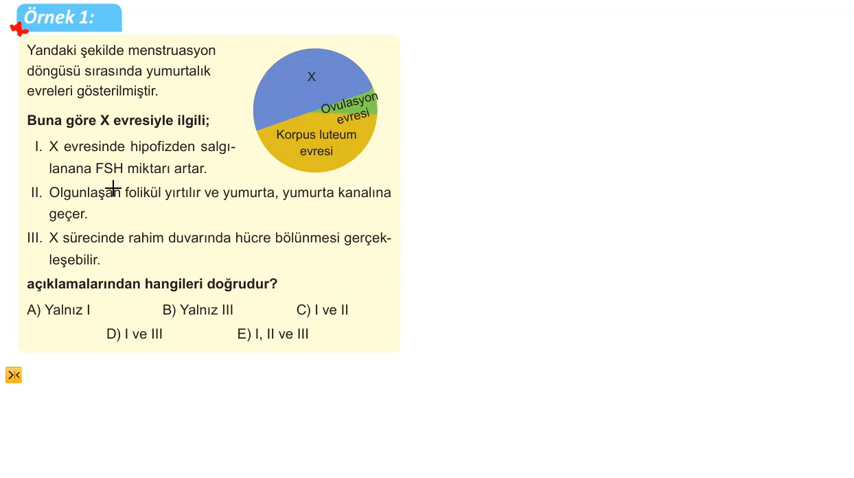 Örnek 1:
Yandaki şekilde menstruasyon
döngüsü sırasında yumurtalık
evreleri gösterilmiştir.
X
Ovulasyon
evresi
Korpus luteum
evresi
Buna göre X evresiyle ilgili;
I. X evresinde hipofizden salgı-
lanana FSH miktarı artar.
II. Olgunlaşan folikül yırtılır ve yumurta, yumurta kanalına
geçer.
III. X sürecinde rahim duvarında hücre bölünmesi gerçek-
leşebilir.
açıklamalarından hangileri doğrudur?
A) Yalnız I B) Yalnız III C) I ve II
D) I ve III E) I, II ve III